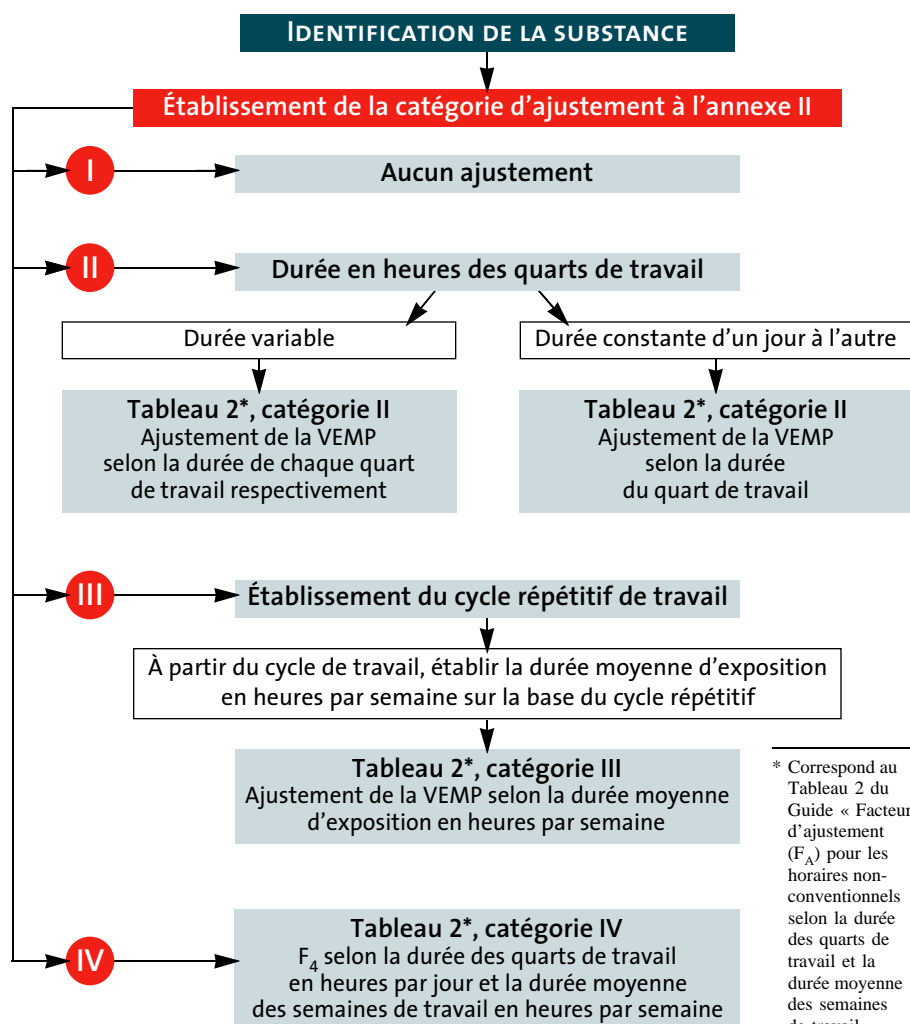 IDENTIFICATION DE LA SUBSTANCE
Établissement de la catégorie d'ajustement à l'annexe II
I
Aucun ajustement
II
Durée en heures des quarts de travail
Durée variable
Durée constante d'un jour à l'autre
Tableau 2*, catégorie II
Ajustement de la VEMP
selon la durée de chaque quart
de travail respectivement
Tableau 2*, catégorie II
Ajustement de la VEMP
selon la durée
du quart de travail
III
Établissement du cycle répétitif de travail
À partir du cycle de travail, établir la durée moyenne d'exposition
en heures par semaine sur la base du cycle répétitif
Tableau 2*, catégorie III
Ajustement de la VEMP selon la durée moyenne
d'exposition en heures par semaine
IV
Tableau 2*, catégorie IV
F4 selon la durée des quarts de travail
en heures par jour et la durée moyenne
des semaines de travail en heures par semaine
* Correspond au
Tableau 2 du
Guide « Facteur
d'ajustement
(FA) pour les
horaires non-
conventionnels
selon la durée
des quarts de
travail et la
durée moyenne
des semaines
de travail